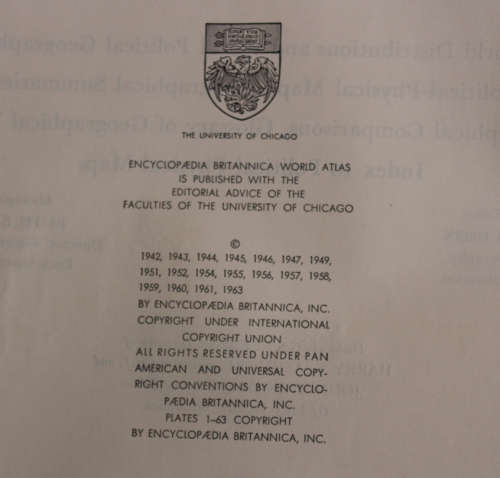 THE UNIVERSITY OF CHICAGO
ENCYCLOPÆDIA BRITANNICA WORLD ATLAS
IS PUBLISHED WITH THE
EDITORIAL ADVICE OF THE
FACULTIES OF THE UNIVERSITY OF CHICAGO
©
1942, 1943, 1944, 1945, 1946, 1947, 1949,
1951, 1952, 1954, 1955, 1956, 1957, 1958,
1959, 1960, 1961, 1963
BY ENCYCLOPÆDIA BRITANNICA, INC.
COPYRIGHT UNDER INTERNATIONAL
COPYRIGHT UNION
ALL RIGHTS RESERVED UNDER PAN
AMERICAN AND UNIVERSAL COPY-
RIGHT CONVENTIONS BY ENCYCLO-
PÆDIA BRITANNICA, INC.
PLATES 1–63 COPYRIGHT
BY ENCYCLOPÆDIA BRITANNICA, INC.